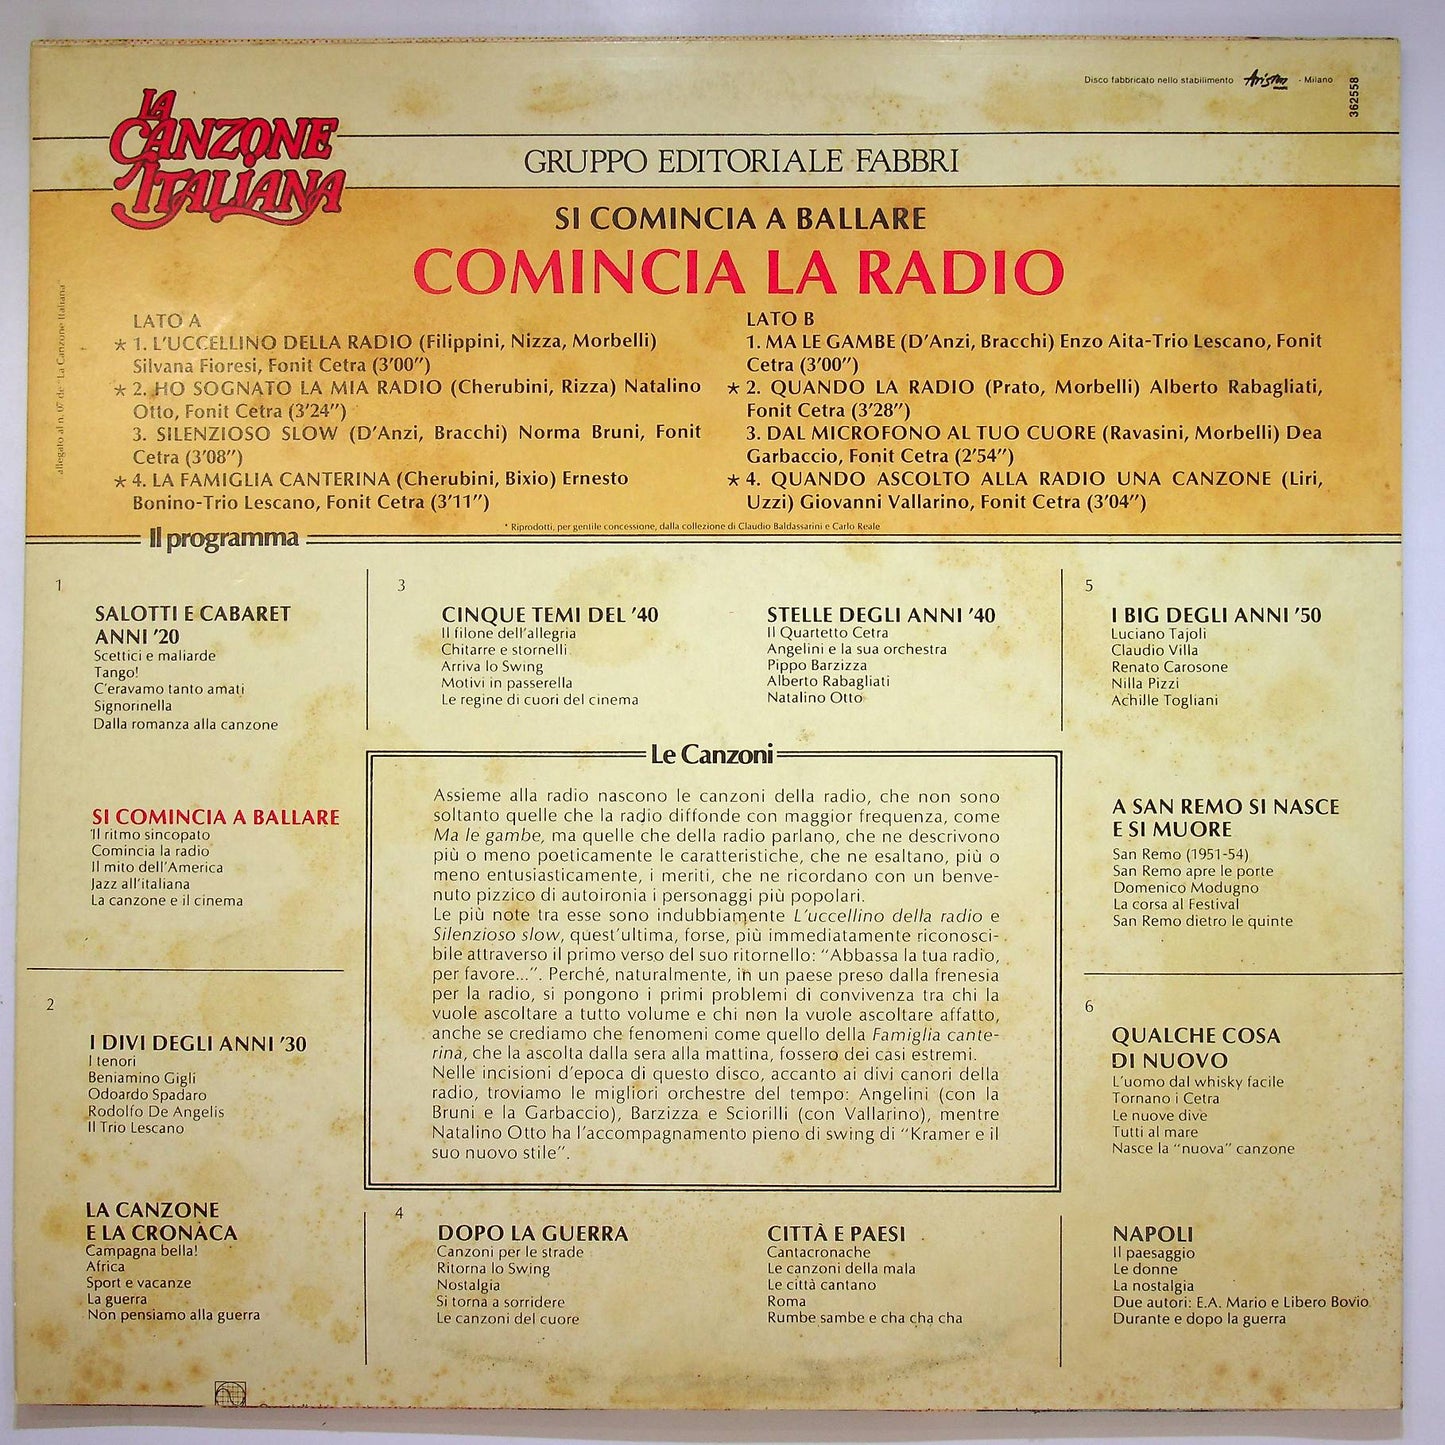 Disco fabbricato nello stabilimento Ariston - Milano
362558
LA
CANZONE
ITALIANA
GRUPPO EDITORIALE FABBRI
SI COMINCIA A BALLARE
COMINCIA LA RADIO
allegato al n. 07 de "La Canzone Italiana"
LATO A
* 1. L'UCCELLINO DELLA RADIO (Filippini, Nizza, Morbelli)
Silvana Fioresi, Fonit Cetra (3'00")
* 2. HO SOGNATO LA MIA RADIO (Cherubini, Rizza) Natalino
Otto, Fonit Cetra (3'24")
3. SILENZIOSO SLOW (D'Anzi, Bracchi) Norma Bruni, Fonit
Cetra (3'08")
* 4. LA FAMIGLIA CANTERINA (Cherubini, Bixio) Ernesto
Bonino-Trio Lescano, Fonit Cetra (3'11")
LATO B
1. MA LE GAMBE (D'Anzi, Bracchi) Enzo Aita-Trio Lescano, Fonit
Cetra (3'00")
* 2. QUANDO LA RADIO (Prato, Morbelli) Alberto Rabagliati,
Fonit Cetra (3'28")
3. DAL MICROFONO AL TUO CUORE (Ravasini, Morbelli) Dea
Garbaccio, Fonit Cetra (2'54")
* 4. QUANDO ASCOLTO ALLA RADIO UNA CANZONE (Liri,
Uzzi) Giovanni Vallarino, Fonit Cetra (3'04")
* Riprodotti, per gentile concessione, dalla collezione di Claudio Baldassarini e Carlo Reale
Il programma
1
SALOTTI E CABARET
ANNI '20
Scettici e maliarde
Tango!
C'eravamo tanto amati
Signorinella
Dalla romanza alla canzone
SI COMINCIA A BALLARE
Il ritmo sincopato
Comincia la radio
Il mito dell'America
Jazz all'italiana
La canzone e il cinema
2
I DIVI DEGLI ANNI '30
I tenori
Beniamino Gigli
Odoardo Spadaro
Rodolfo De Angelis
Il Trio Lescano
LA CANZONE
E LA CRONACA
Campagna bella!
Africa
Sport e vacanze
La guerra
Non pensiamo alla guerra
3
CINQUE TEMI DEL '40
Il filone dell'allegria
Chitarre e stornelli
Arriva lo Swing
Motivi in passerella
Le regine di cuori del cinema
STELLE DEGLI ANNI '40
Il Quartetto Cetra
Angelini e la sua orchestra
Pippo Barzizza
Alberto Rabagliati
Natalino Otto
Le Canzoni
Assieme alla radio nascono le canzoni della radio, che non sono
soltanto quelle che la radio diffonde con maggior frequenza, come
Ma le gambe, ma quelle che della radio parlano, che ne descrivono
più o meno poeticamente le caratteristiche, che ne esaltano, più o
meno entusiasticamente, i meriti, che ne ricordano con un benve-
nuto pizzico di autoironia i personaggi più popolari.
Le più note tra esse sono indubbiamente L'uccellino della radio e
Silenzioso slow, quest'ultima, forse, più immediatamente riconosci-
bile attraverso il primo verso del suo ritornello: "Abbassa la tua radio,
per favore...". Perché, naturalmente, in un paese preso dalla frenesia
per la radio, si pongono i primi problemi di convivenza tra chi la
vuole ascoltare a tutto volume e chi non la vuole ascoltare affatto,
anche se crediamo che fenomeni come quello della Famiglia cante-
rina, che la ascolta dalla sera alla mattina, fossero dei casi estremi.
Nelle incisioni d'epoca di questo disco, accanto ai divi canori della
radio, troviamo le migliori orchestre del tempo: Angelini (con la
Bruni e la Garbaccio), Barzizza e Sciorilli (con Vallarino), mentre
Natalino Otto ha l'accompagnamento pieno di swing di "Kramer e il
suo nuovo stile".
4
DOPO LA GUERRA
Canzoni per le strade
Ritorna lo Swing
Nostalgia
Si torna a sorridere
Le canzoni del cuore
CITTÀ E PAESI
Cantacronache
Le canzoni della mala
Le città cantano
Roma
Rumbe sambe e cha cha cha
5
I BIG DEGLI ANNI '50
Luciano Tajoli
Claudio Villa
Renato Carosone
Nilla Pizzi
Achille Togliani
A SAN REMO SI NASCE
E SI MUORE
San Remo (1951-54)
San Remo apre le porte
Domenico Modugno
La corsa al Festival
San Remo dietro le quinte
6
QUALCHE COSA
DI NUOVO
L'uomo dal whisky facile
Tornano i Cetra
Le nuove dive
Tutti al mare
Nasce la "nuova" canzone
NAPOLI
Il paesaggio
Le donne
La nostalgia
Due autori: E.A. Mario e Libero Bovio
Durante e dopo la guerra